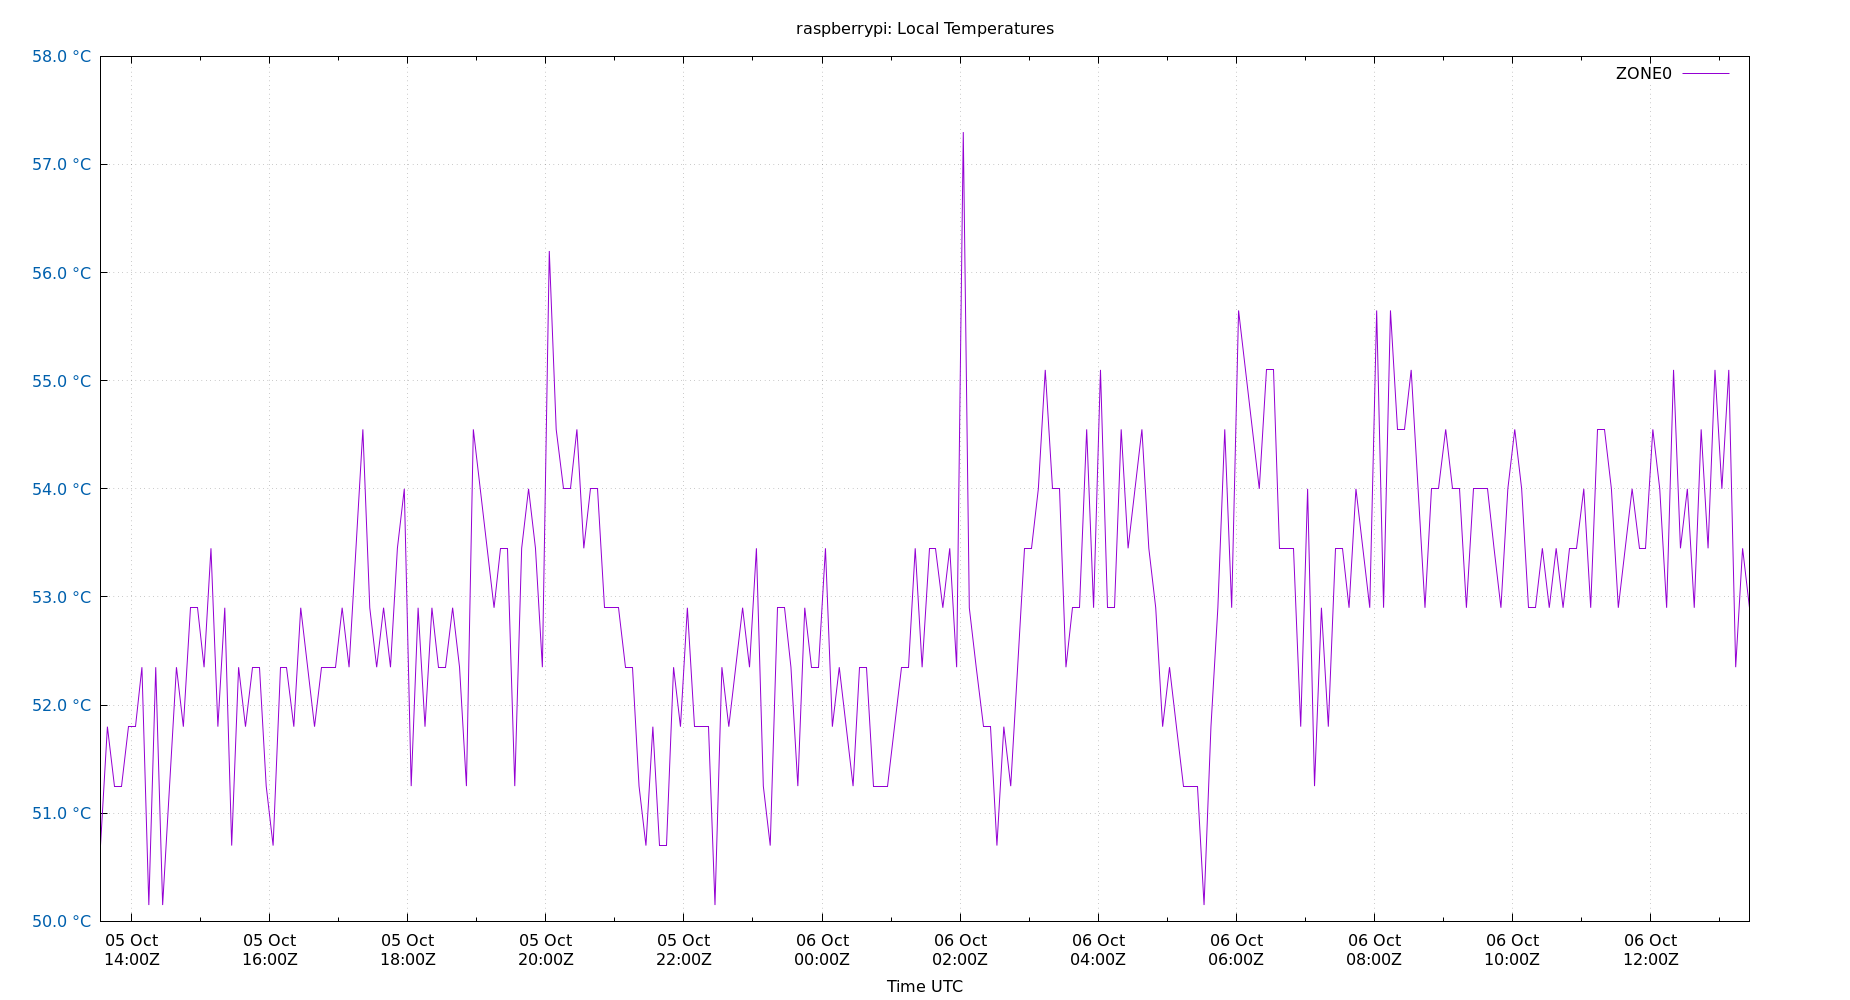 raspberrypi: Local Temperatures
58.0 °C
57.0 °C
56.0 °C
55.0 °C
54.0 °C
53.0 °C
52.0 °C
51.0 °C
50.0 °C
ZONE0
05 Oct 05 Oct 05 Oct 05 Oct 05 Oct 06 Oct 06 Oct 06 Oct 06 Oct 06 Oct 06 Oct 06 Oct
14:00Z 16:00Z 18:00Z 20:00Z 22:00Z 00:00Z 02:00Z 04:00Z 06:00Z 08:00Z 10:00Z 12:00Z
Time UTC